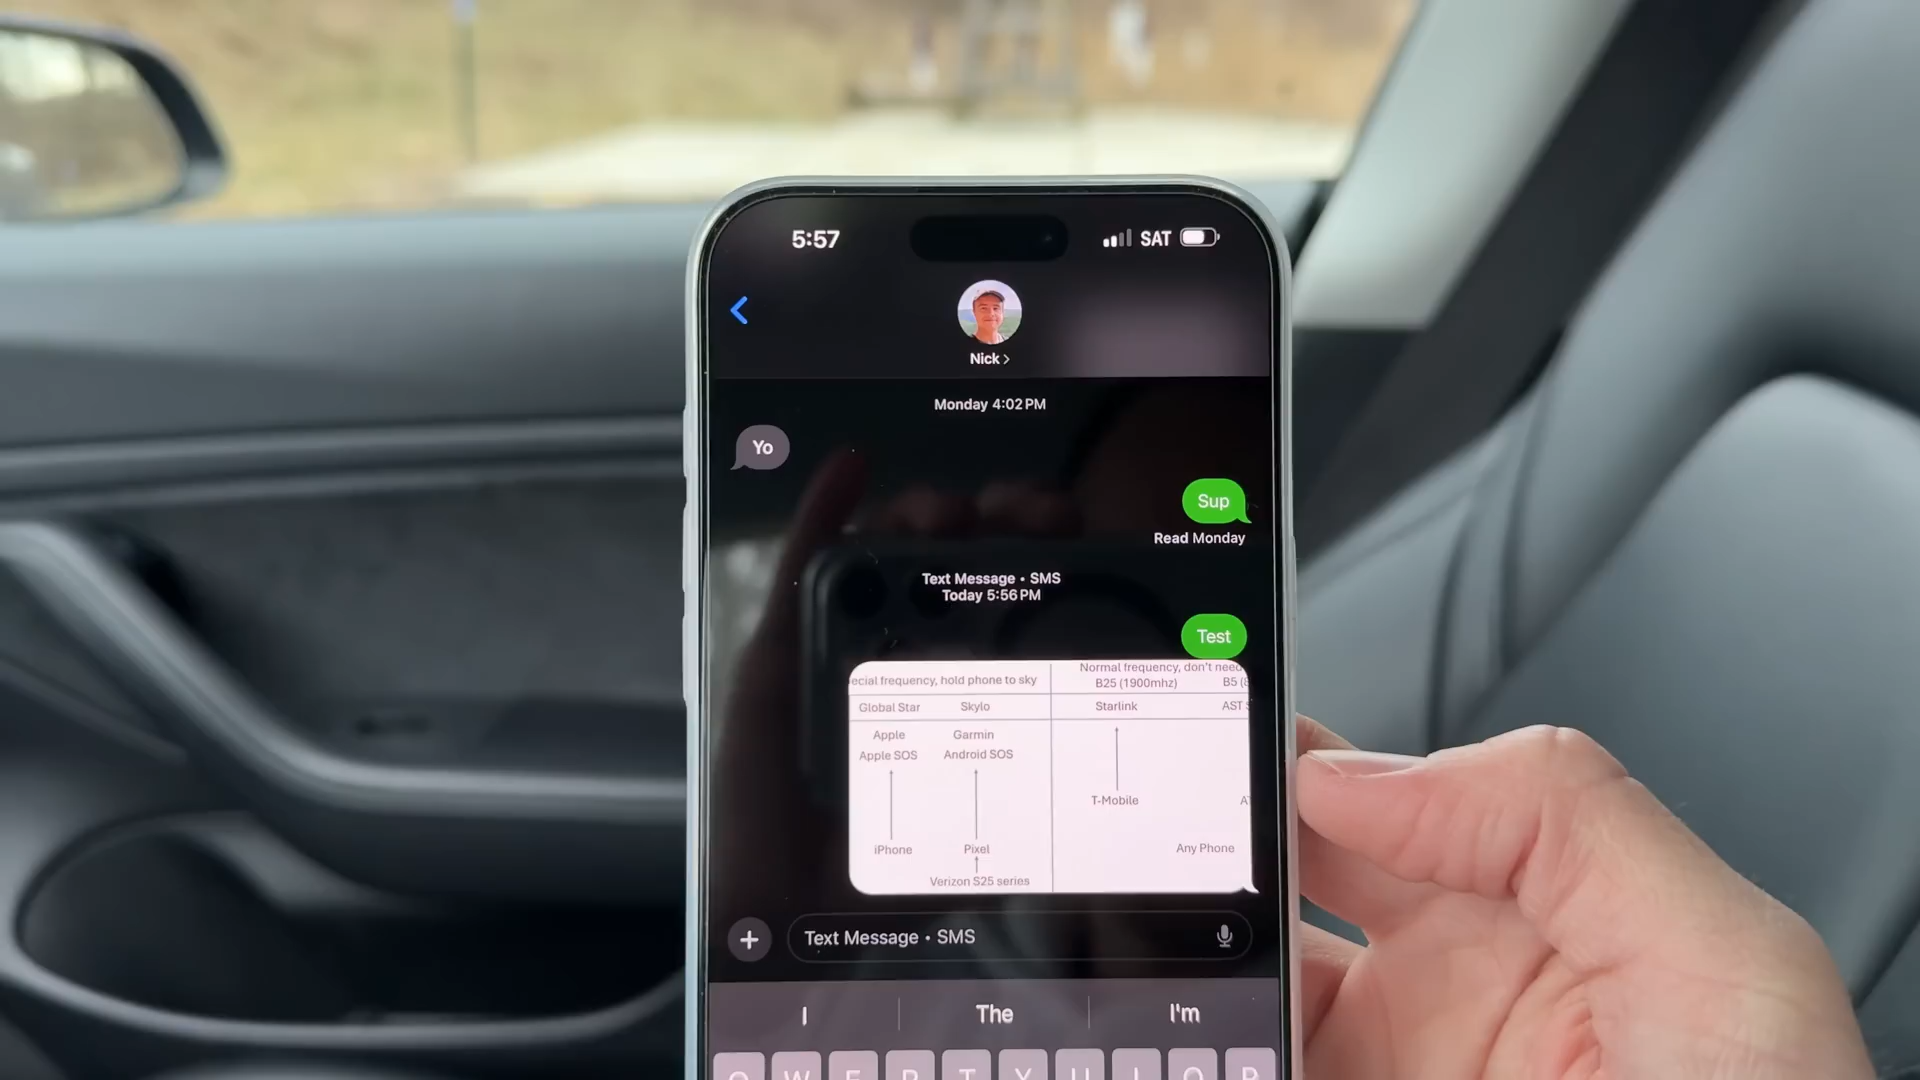 5:57 SAT
Nick >
Monday 4:02 PM
Yo
Sup
Read Monday
Text Message • SMS
Today 5:56 PM
Test
ecial frequency, hold phone to sky
Normal frequency, don't need
B25 (1900mhz) B5
Global Star Skylo Starlink AST
Apple Garmin
Apple SOS Android SOS
T-Mobile
iPhone Pixel Any Phone
Verizon S25 series
Text Message • SMS
I The I'm
Q W E R T Y U I O P